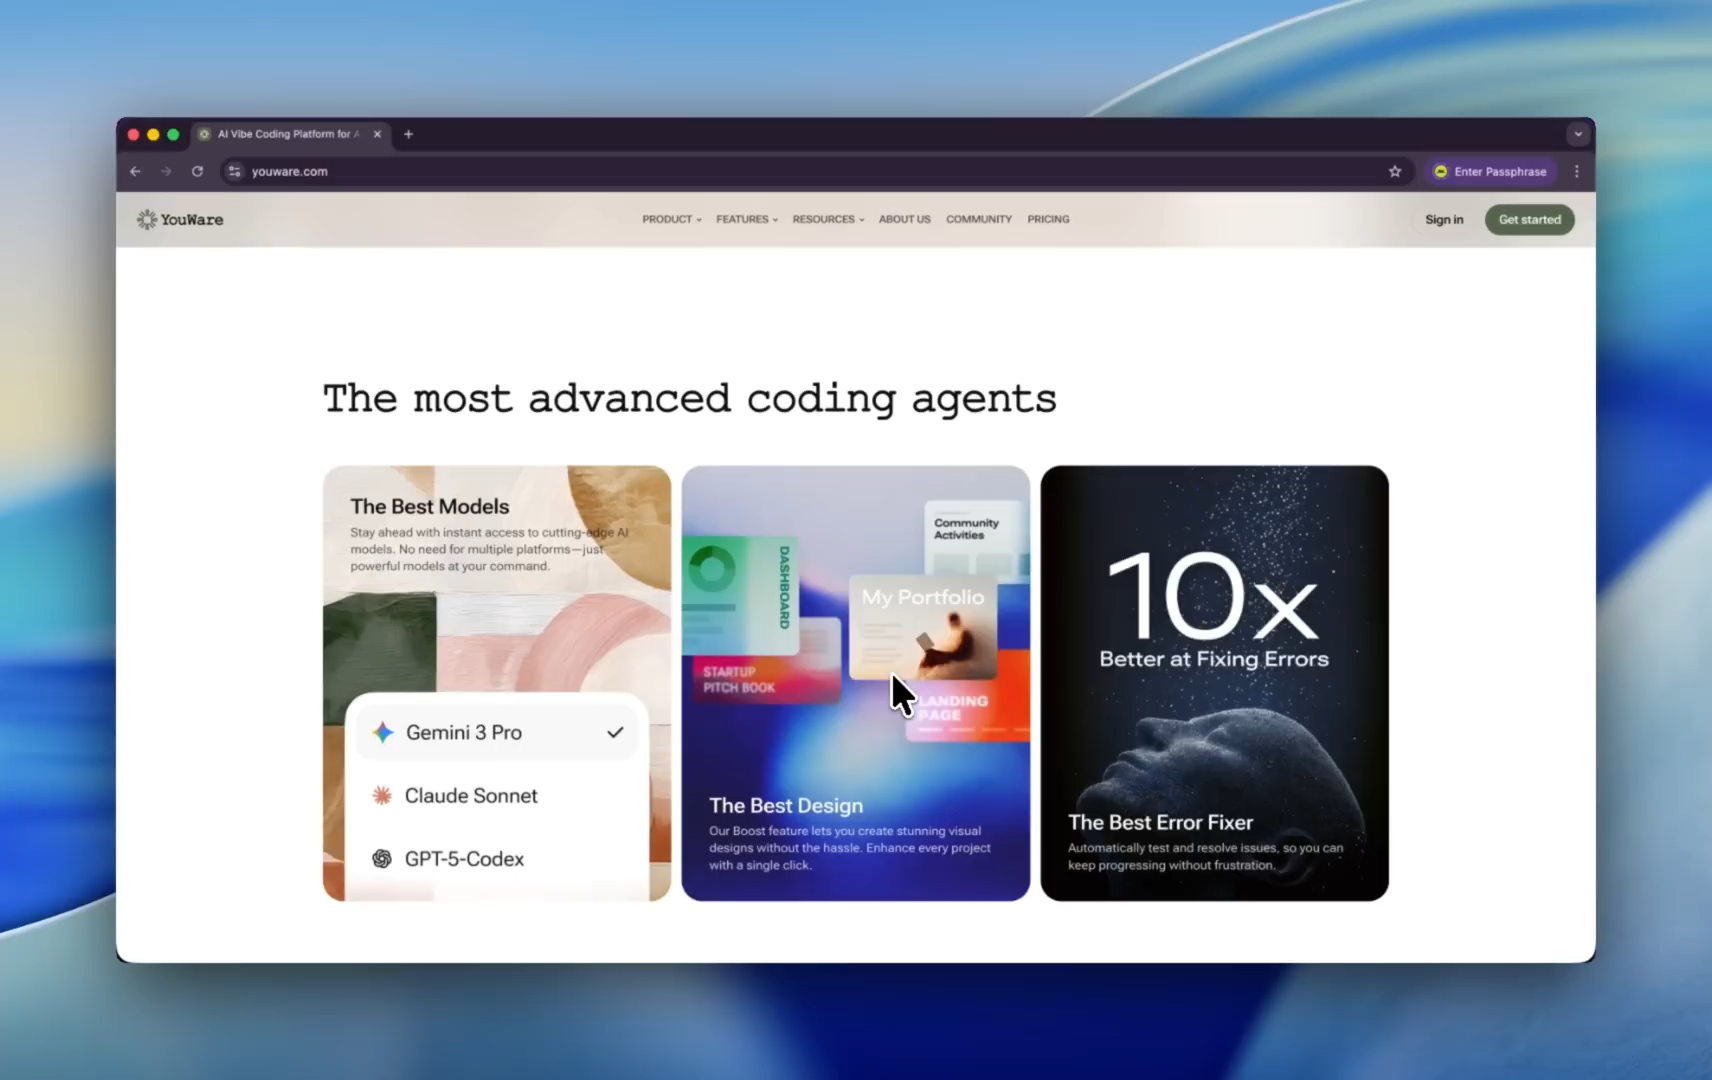 AI Vibe Coding Platform for A
youware.com
Enter Passphrase
YouWare
PRODUCT
FEATURES
RESOURCES
ABOUT US
COMMUNITY
PRICING
Sign in
Get started
The most advanced coding agents
The Best Models
Stay ahead with instant access to cutting-edge AI
models. No need for multiple platforms—just
powerful models at your command.
Gemini 3 Pro
Claude Sonnet
GPT-5-Codex
Community
Activities
DASHBOARD
My Portfolio
STARTUP
PITCH BOOK
LANDING
PAGE
The Best Design
Our Boost feature lets you create stunning visual
designs without the hassle. Enhance every project
with a single click.
10x
Better at Fixing Errors
The Best Error Fixer
Automatically test and resolve issues, so you can
keep progressing without frustration.